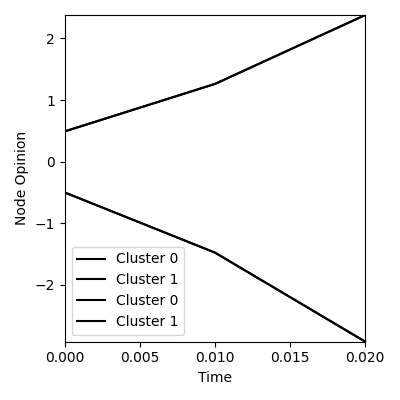 2
1
0
−1
−2
Node Opinion
Cluster 0
Cluster 1
Cluster 0
Cluster 1
0.000 0.005 0.010 0.015 0.020
Time